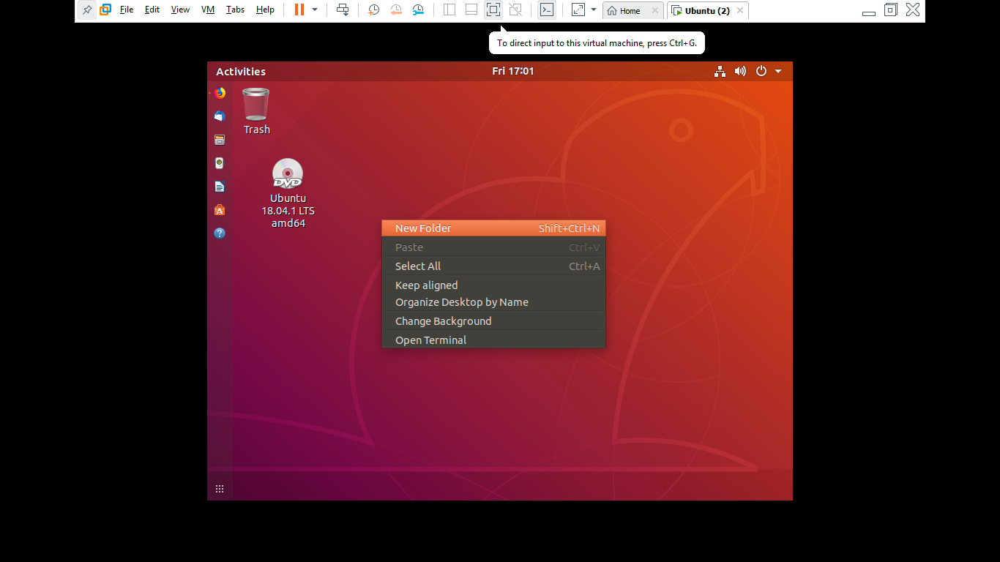 File Edit View VM Tabs Help Home Ubuntu (2)
To direct input to this virtual machine, press Ctrl+G.
Activities Fri 17:01
Trash
DVD
Ubuntu
18.04.1 LTS
amd64
New Folder Shift+Ctrl+N
Paste Ctrl+V
Select All Ctrl+A
Keep aligned
Organize Desktop by Name
Change Background
Open Terminal